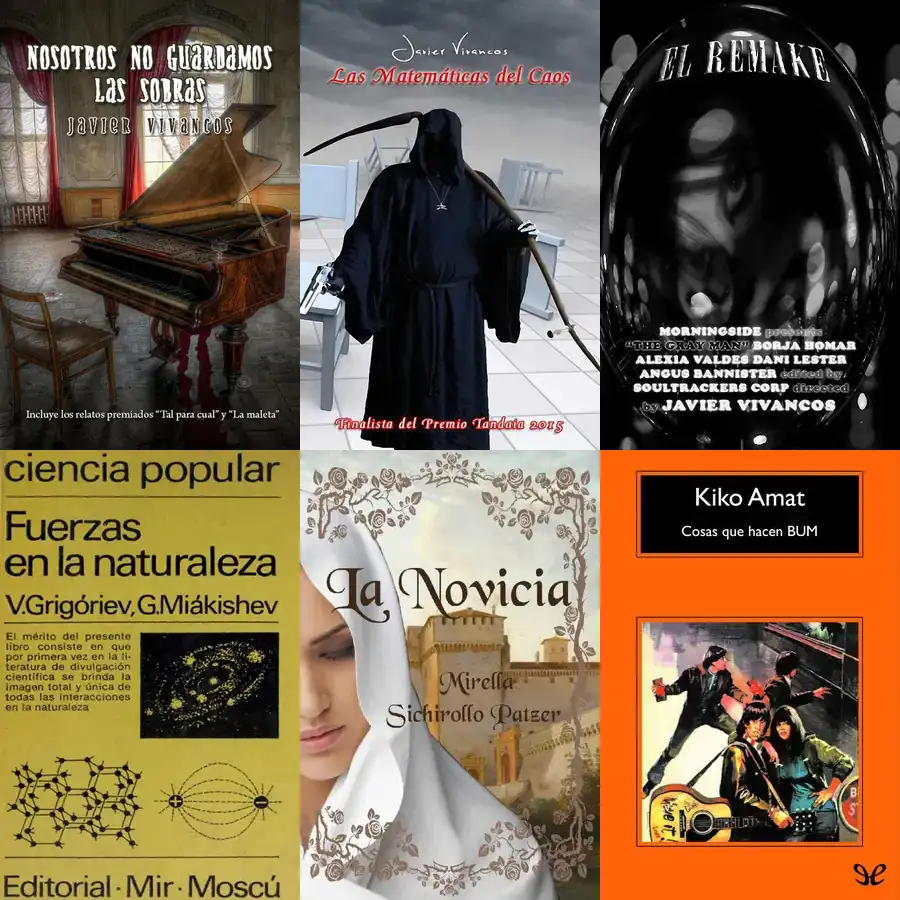 NOSOTROS NO GUARDAMOS
LAS SOBRAS
JAVIER VIVANCOS
Incluye los relatos premiados "Tal para cual" y "La maleta"
Javier Vivancos
Las Matemáticas del Caos
Finalista del Premio Tandaia 2015
EL REMAKE
MORNINGSIDE presents
"THE GRAY MAN" BORJA HOMAR
ALEXIA VALDES DANI LESTER
ANGUS BANNISTER edited by
SOULTRACKERS CORP directed
by JAVIER VIVANCOS
ciencia popular
Fuerzas
en la naturaleza
V.Grigóriev, G.Miákishev
El mérito del presente
libro consiste en que
por primera vez en la li-
teratura de divulgación
científica se brinda la
imagen total y única de
todas las interacciones
en la naturaleza
Editorial · Mir · Moscú
La Novicia
Mirella
Sichirollo Patzer
Kiko Amat
Cosas que hacen BUM